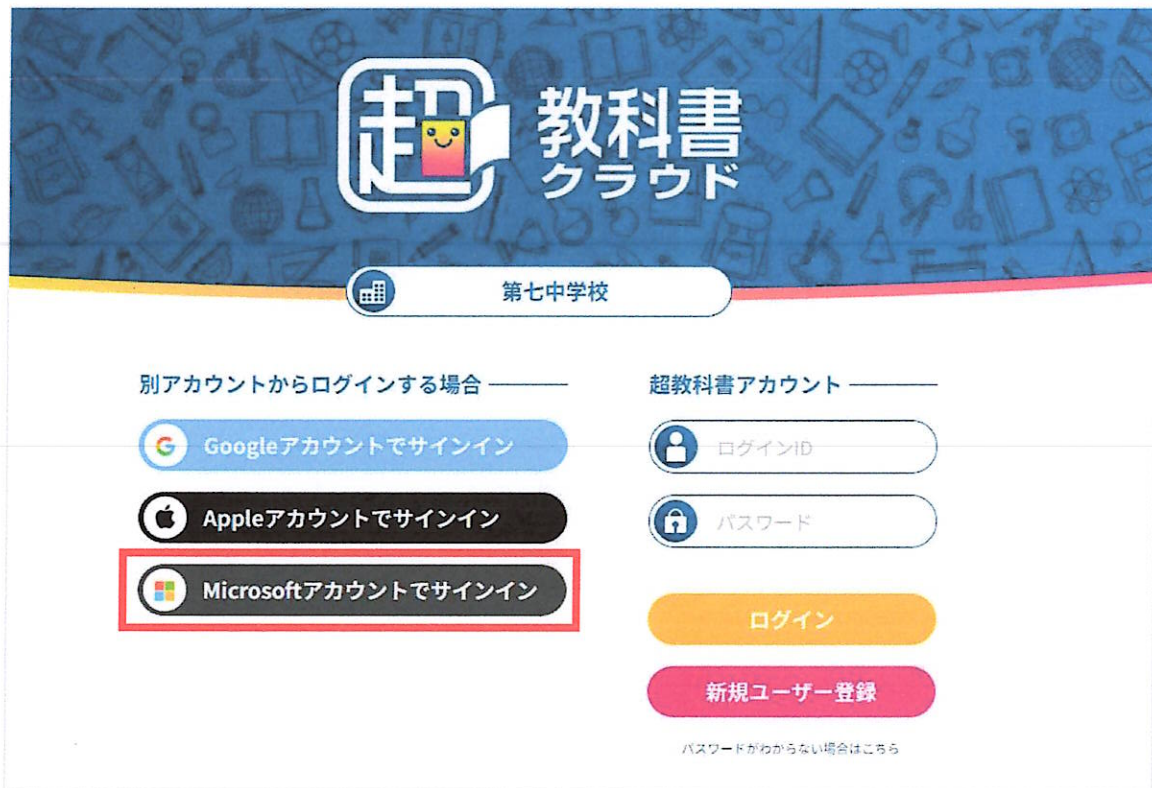 超 教科書
クラウド
第七中学校
別アカウントからログインする場合
Googleアカウントでサインイン
Appleアカウントでサインイン
Microsoftアカウントでサインイン
超教科書アカウント
ログインID
パスワード
ログイン
新規ユーザー登録
パスワードがわからない場合はこちら